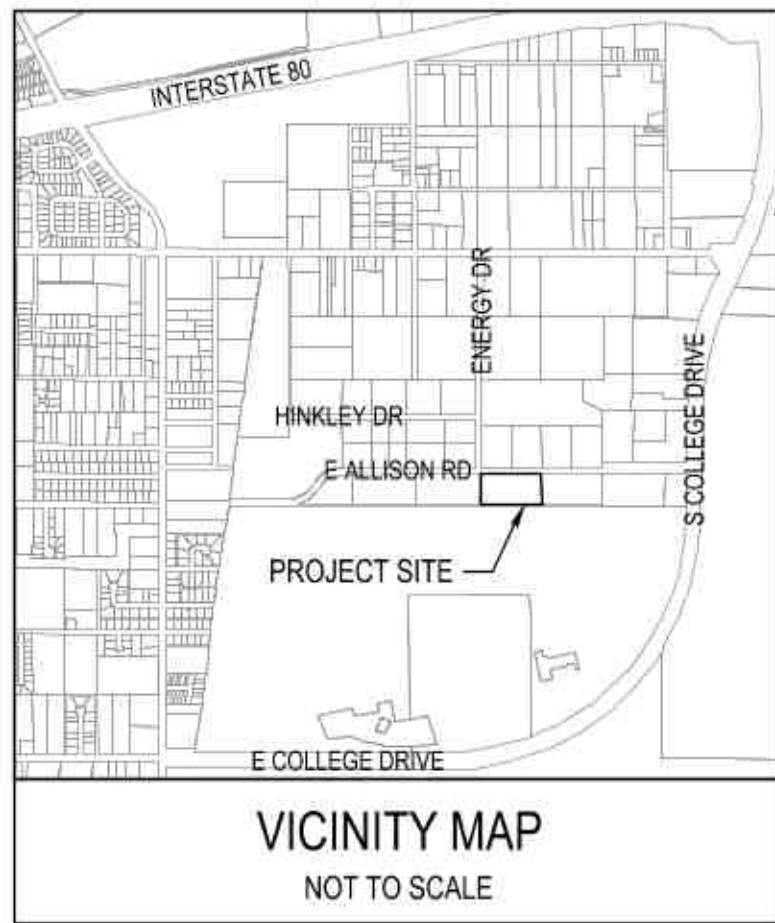 INTERSTATE 80
ENERGY DR
S COLLEGE DRIVE
HINKLEY DR
E ALLISON RD
PROJECT SITE
E COLLEGE DRIVE
VICINITY MAP
NOT TO SCALE